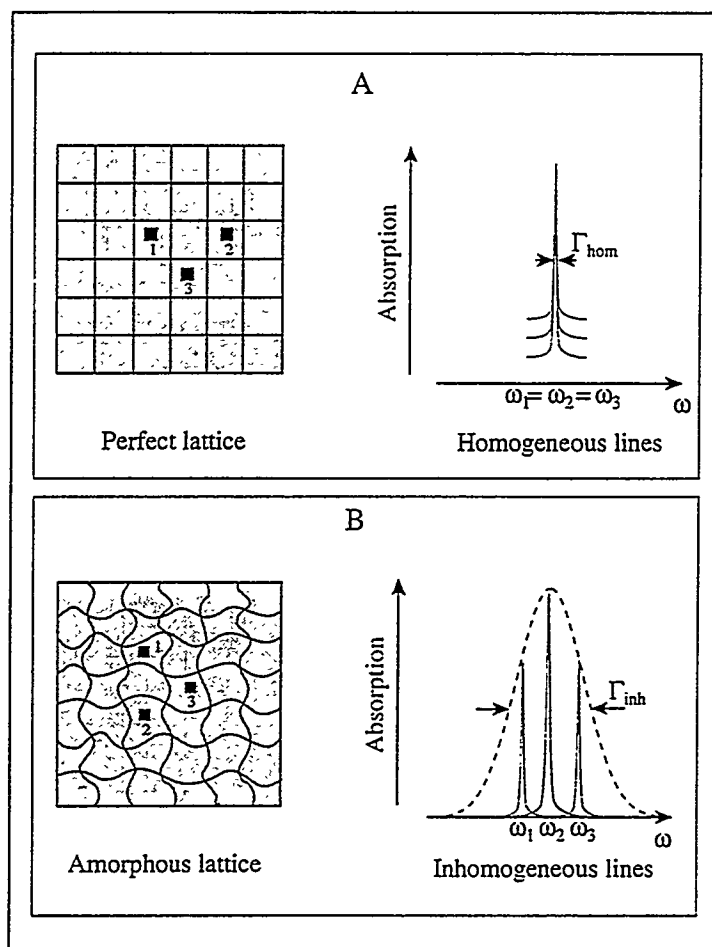 A
1
2
3
Absorption
Γhom
ω1= ω2= ω3
ω
Perfect lattice
Homogeneous lines
B
1
3
2
Absorption
Γinh
ω1 ω2 ω3
ω
Amorphous lattice
Inhomogeneous lines